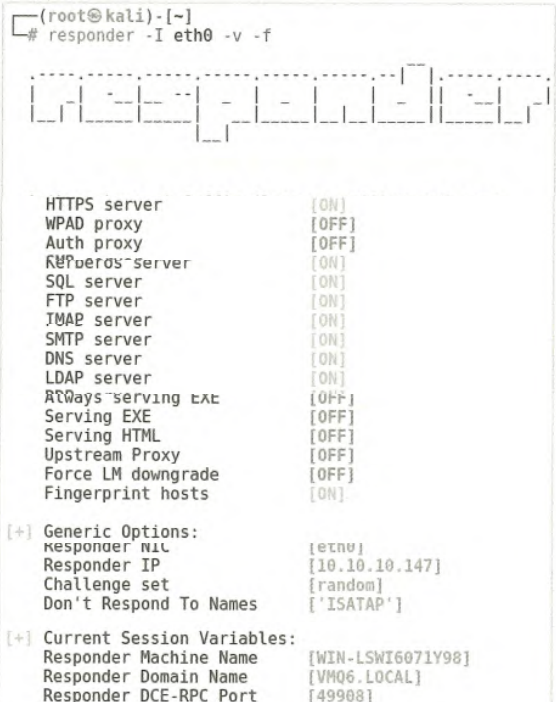 (root㉿kali)-[~]
# responder -I eth0 -v -f
responder
HTTPS server [ON]
WPAD proxy [OFF]
Auth proxy [OFF]
Kerberos server [ON]
SQL server [ON]
FTP server [ON]
IMAP server [ON]
SMTP server [ON]
DNS server [ON]
LDAP server [ON]
Always serving EXE [OFF]
Serving EXE [OFF]
Serving HTML [OFF]
Upstream Proxy [OFF]
Force LM downgrade [OFF]
Fingerprint hosts [ON]
[+] Generic Options:
Responder NIC [eth0]
Responder IP [10.10.10.147]
Challenge set [random]
Don't Respond To Names ['ISATAP']
[+] Current Session Variables:
Responder Machine Name [WIN-LSWI6071Y98]
Responder Domain Name [VMQ6.LOCAL]
Responder DCE-RPC Port [49908]